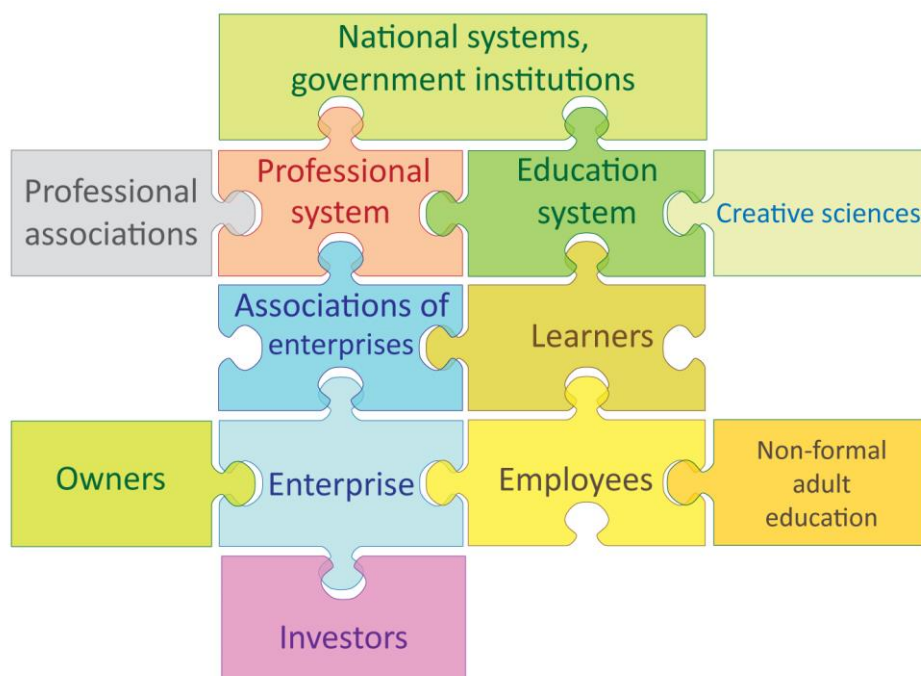 National systems,
government institutions
Professional
associations
Professional
system
Education
system
Creative sciences
Associations of
enterprises
Learners
Owners
Enterprise
Employees
Non-formal
adult
education
Investors